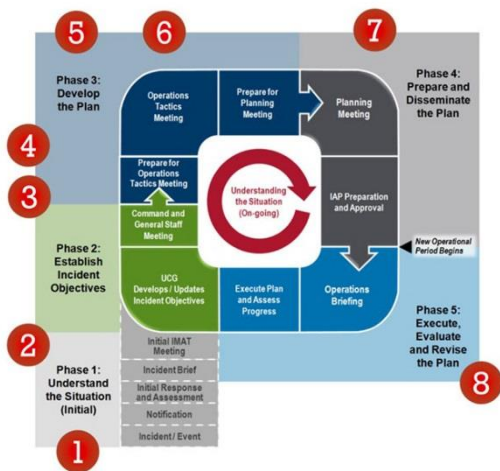 5
6
7
Phase 3:
Develop
the Plan
Operations
Tactics
Meeting
Prepare for
Planning
Meeting
Planning
Meeting
Phase 4:
Prepare and
Disseminate
the Plan
4
3
Prepare for
Operations
Tactics Meeting
Understanding
the Situation
(On-going)
IAP Preparation
and Approval
Command and
General Staff
Meeting
New Operational
Period Begins
Phase 2:
Establish
Incident
Objectives
UCG
Develops / Updates
Incident Objectives
Execute Plan
and Assess
Progress
Operations
Briefing
Phase 5:
Execute,
Evaluate
and Revise
the Plan
2
8
Phase 1:
Understand
the Situation
(Initial)
1
Initial IMAT
Meeting
Incident Brief
Initial Response
and Assessment
Notification
Incident / Event